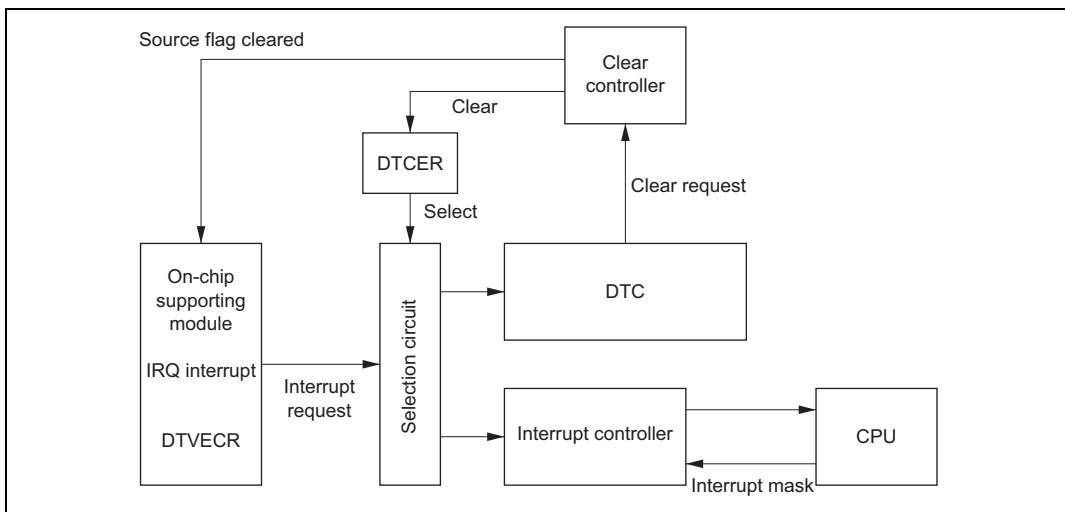 Source flag cleared
Clear
controller
Clear
DTCER
Clear request
Select
On-chip
supporting
module
IRQ interrupt
DTVECR
Interrupt
request
Selection circuit
DTC
Interrupt controller
CPU
Interrupt mask